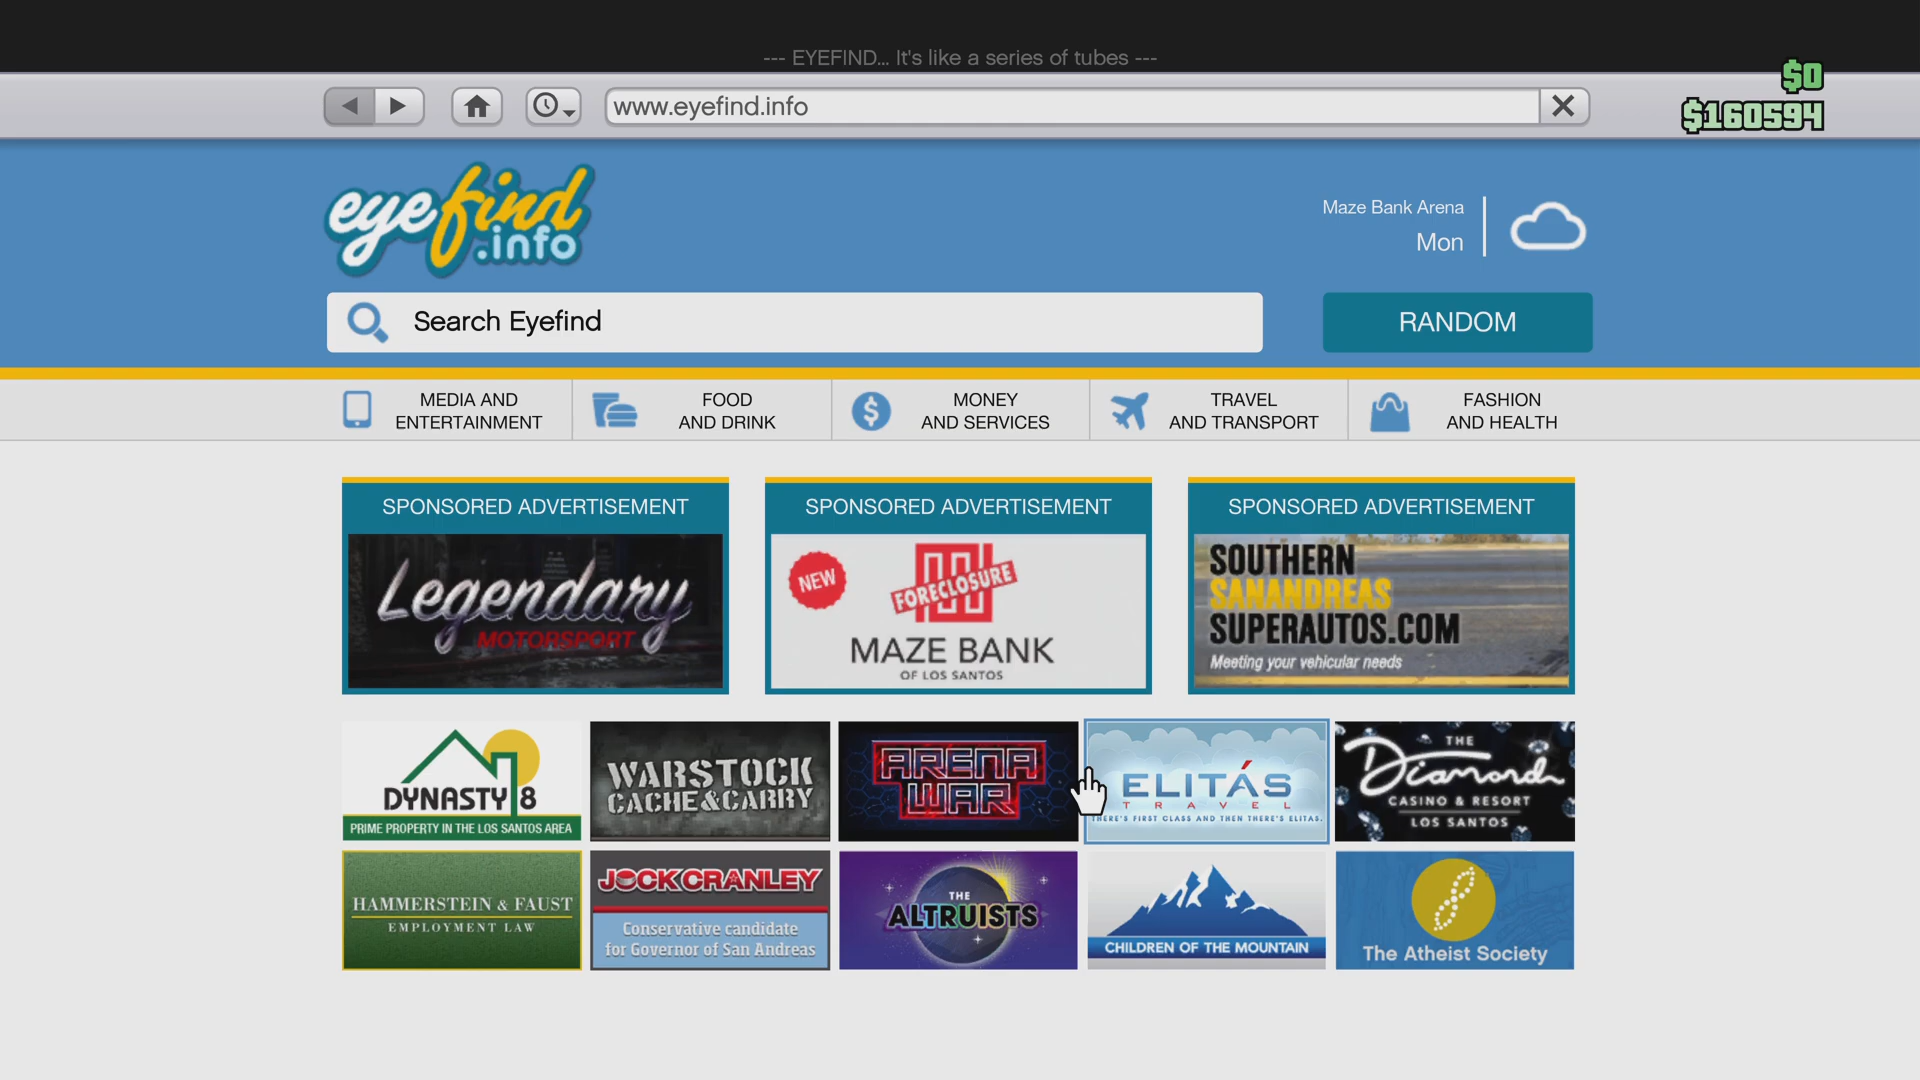 --- EYEFIND... It's like a series of tubes ---
$0
www.eyefind.info
$160594
eyefind
.info
Maze Bank Arena
Mon
Search Eyefind
RANDOM
MEDIA AND
ENTERTAINMENT
FOOD
AND DRINK
MONEY
AND SERVICES
TRAVEL
AND TRANSPORT
FASHION
AND HEALTH
SPONSORED ADVERTISEMENT
Legendary
MOTORSPORT
SPONSORED ADVERTISEMENT
NEW
FORECLOSURE
MAZE BANK
OF LOS SANTOS
SPONSORED ADVERTISEMENT
SOUTHERN
SANANDREAS
SUPERAUTOS.COM
Meeting your vehicular needs
DYNASTY 8
PRIME PROPERTY IN THE LOS SANTOS AREA
WARSTOCK
CACHE&CARRY
ARENA
WAR
ELITÁS
TRAVEL
THERE'S FIRST CLASS AND THEN THERE'S ELITAS.
THE
Diamond
CASINO & RESORT
LOS SANTOS
HAMMERSTEIN & FAUST
EMPLOYMENT LAW
JOCK CRANLEY
Conservative candidate
for Governor of San Andreas
THE
ALTRUISTS
CHILDREN OF THE MOUNTAIN
The Atheist Society